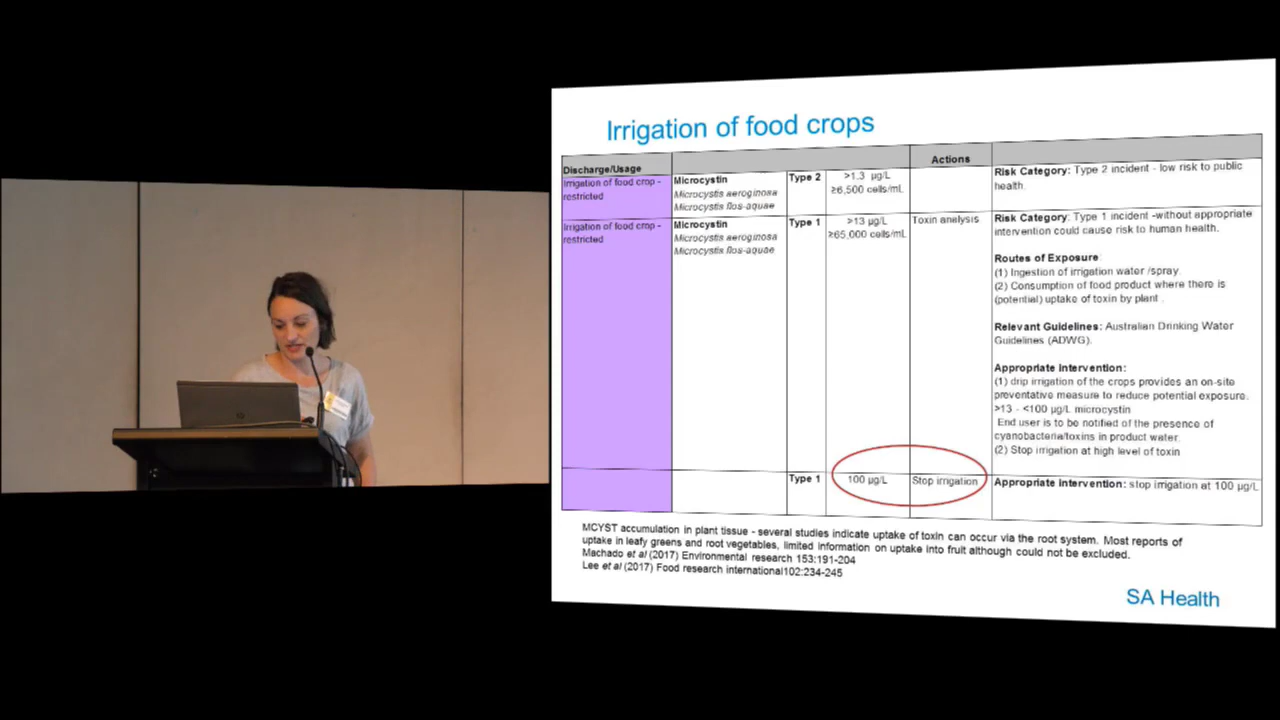 Irrigation of food crops
Discharge/Usage
Actions
Irrigation of food crop -
restricted
Microcystin
Microcystis aeroginosa
Microcystis flos-aquae
Type 2
>1.3 µg/L
≥6,500 cells/mL
Risk Category: Type 2 incident - low risk to public
health.
Irrigation of food crop -
restricted
Microcystin
Microcystis aeroginosa
Microcystis flos-aquae
Type 1
>13 µg/L
≥65,000 cells/mL
Toxin analysis
Risk Category: Type 1 incident -without appropriate
intervention could cause risk to human health.
Routes of Exposure
(1) Ingestion of irrigation water /spray.
(2) Consumption of food product where there is
(potential) uptake of toxin by plant .
Relevant Guidelines: Australian Drinking Water
Guidelines (ADWG).
Appropriate Intervention:
(1) drip irrigation of the crops provides an on-site
preventative measure to reduce potential exposure.
>13 - <100 µg/L microcystin
End user is to be notified of the presence of
cyanobacteria/toxins in product water.
(2) Stop irrigation at high level of toxin
Type 1
100 µg/L
Stop irrigation
Appropriate intervention: stop irrigation at 100 µg/L
MCYST accumulation in plant tissue - several studies indicate uptake of toxin can occur via the root system. Most reports of
uptake in leafy greens and root vegetables, limited information on uptake into fruit although could not be excluded.
Machado et al (2017) Environmental research 153:191-204
Lee et al (2017) Food research international102:234-245
SA Health